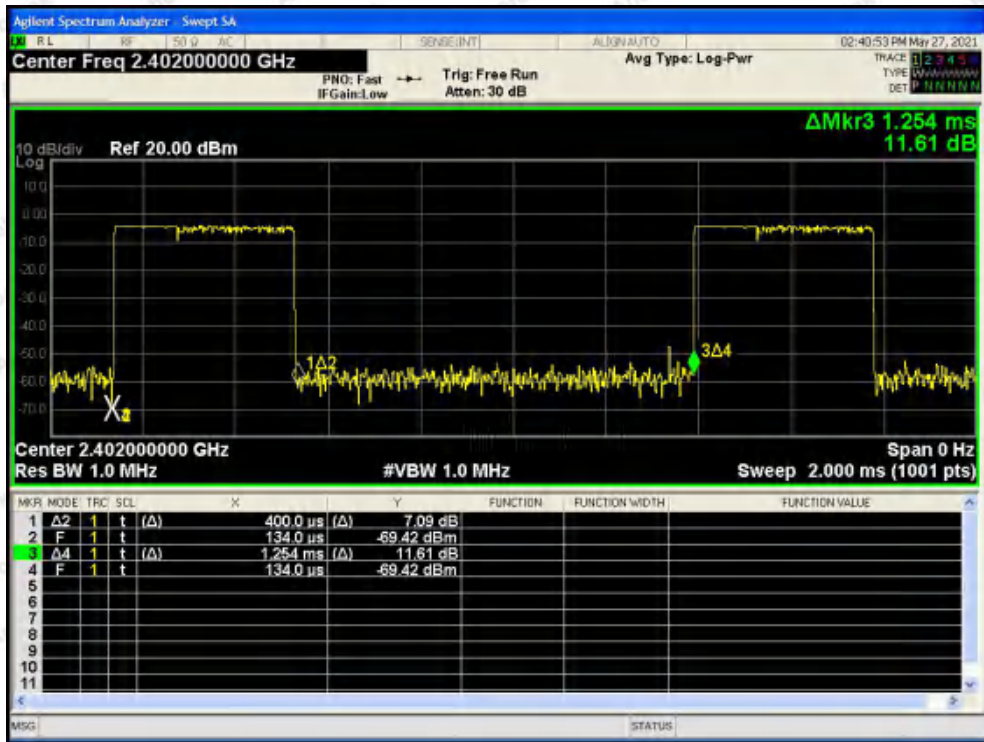 Agilent Spectrum Analyzer - Swept SA
RL RF 50 Ω AC SENSE:INT ALIGN AUTO 02:40:53 PM May 27, 2021
Center Freq 2.402000000 GHz Avg Type: Log-Pwr TRACE 1 2 3 4 5 6
PNO: Fast Trig: Free Run TYPE
IFGain:Low Atten: 30 dB DET P N N N N N
ΔMkr3 1.254 ms
11.61 dB
10 dB/div Ref 20.00 dBm
Log
10.0
0.00
-10.0
-20.0
-30.0
-40.0
-50.0
-60.0
-70.0
1Δ2
3Δ4
Center 2.402000000 GHz Span 0 Hz
Res BW 1.0 MHz #VBW 1.0 MHz Sweep 2.000 ms (1001 pts)
MKR MODE TRC SCL X Y FUNCTION FUNCTION WIDTH FUNCTION VALUE
1 Δ2 1 t (Δ) 400.0 µs (Δ) 7.09 dB
2 F 1 t 134.0 µs -69.42 dBm
3 Δ4 1 t (Δ) 1.254 ms (Δ) 11.61 dB
4 F 1 t 134.0 µs -69.42 dBm
5
6
7
8
9
10
11
MSG STATUS